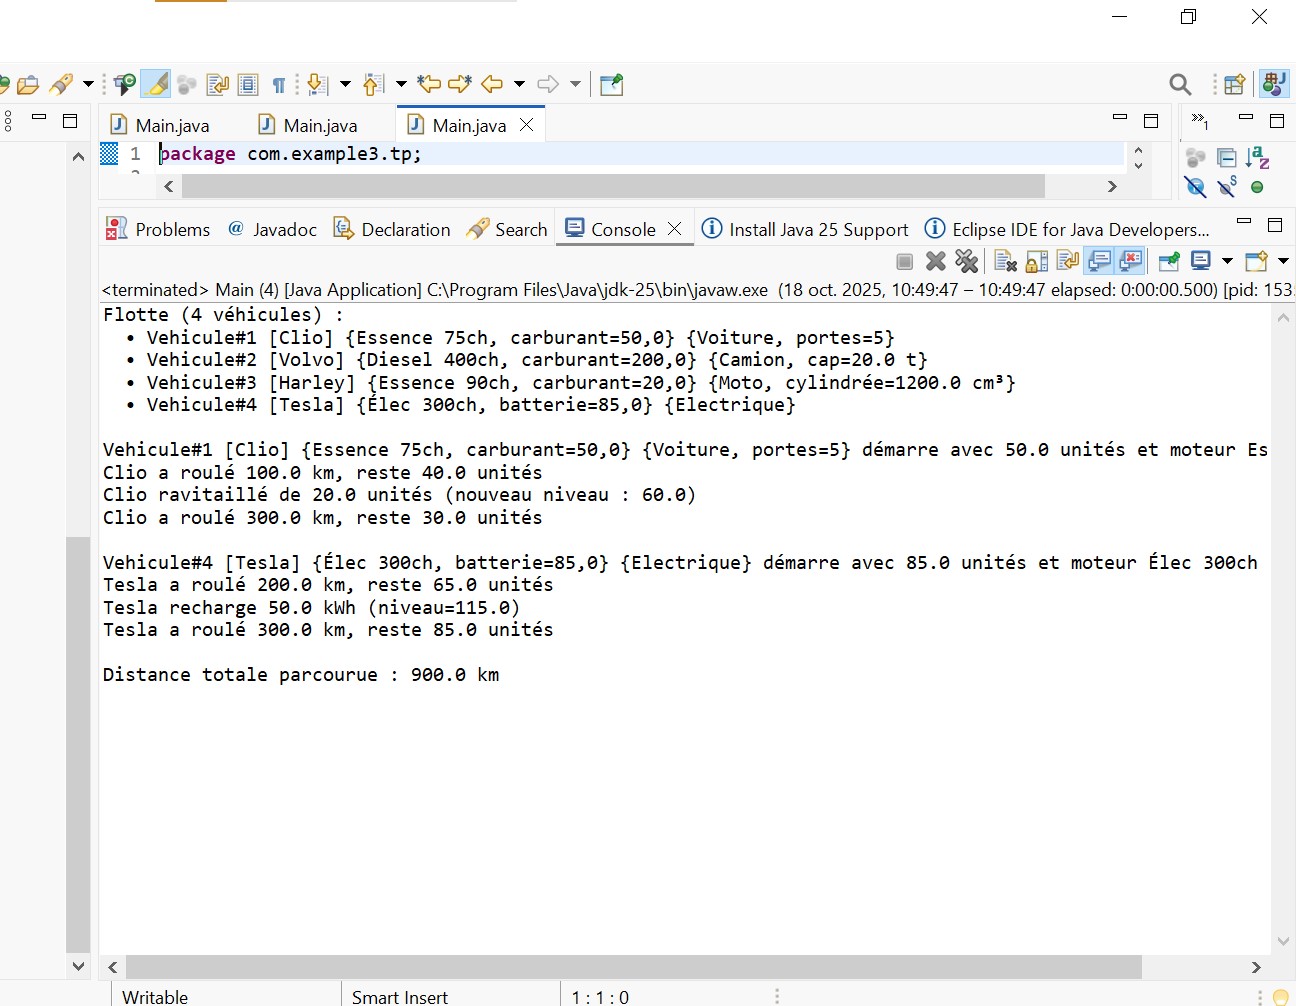 Main.java Main.java Main.java
1 package com.example3.tp;
Problems @ Javadoc Declaration Search Console Install Java 25 Support Eclipse IDE for Java Developers...
<terminated> Main (4) [Java Application] C:\Program Files\Java\jdk-25\bin\javaw.exe (18 oct. 2025, 10:49:47 – 10:49:47 elapsed: 0:00:00.500) [pid: 153
Flotte (4 véhicules) :
• Vehicule#1 [Clio] {Essence 75ch, carburant=50,0} {Voiture, portes=5}
• Vehicule#2 [Volvo] {Diesel 400ch, carburant=200,0} {Camion, cap=20.0 t}
• Vehicule#3 [Harley] {Essence 90ch, carburant=20,0} {Moto, cylindrée=1200.0 cm³}
• Vehicule#4 [Tesla] {Élec 300ch, batterie=85,0} {Electrique}
Vehicule#1 [Clio] {Essence 75ch, carburant=50,0} {Voiture, portes=5} démarre avec 50.0 unités et moteur Es
Clio a roulé 100.0 km, reste 40.0 unités
Clio ravitaillé de 20.0 unités (nouveau niveau : 60.0)
Clio a roulé 300.0 km, reste 30.0 unités
Vehicule#4 [Tesla] {Élec 300ch, batterie=85,0} {Electrique} démarre avec 85.0 unités et moteur Élec 300ch
Tesla a roulé 200.0 km, reste 65.0 unités
Tesla recharge 50.0 kWh (niveau=115.0)
Tesla a roulé 300.0 km, reste 85.0 unités
Distance totale parcourue : 900.0 km
Writable Smart Insert 1 : 1 : 0